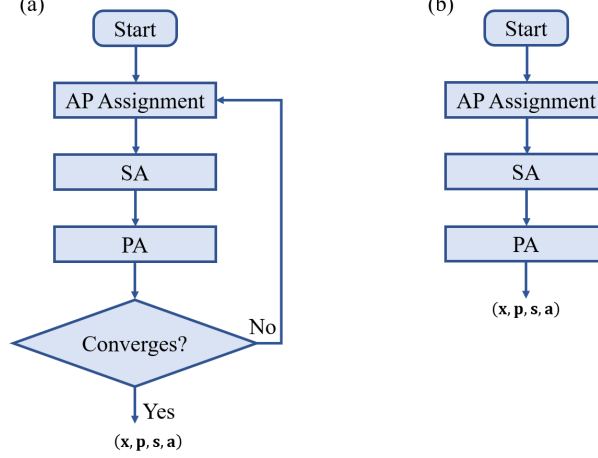 (a)
Start
AP Assignment
SA
PA
Converges?
No
Yes
(x, p, s, a)
(b)
Start
AP Assignment
SA
PA
(x, p, s, a)